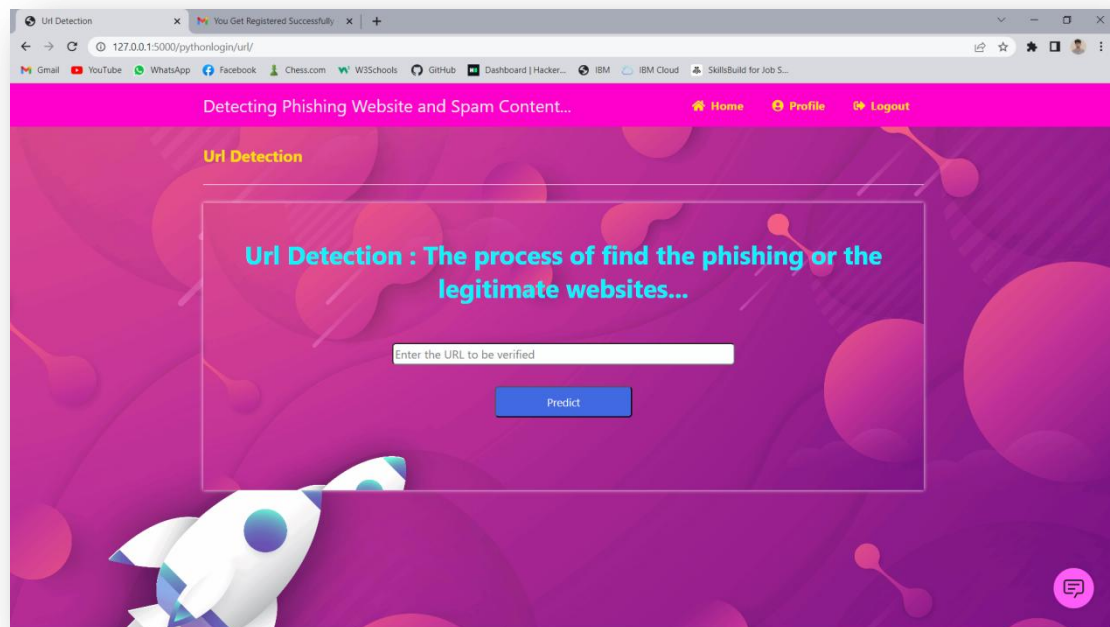 Url Detection
You Get Registered Successfully
127.0.0.1:5000/pythonlogin/url/
Gmail YouTube WhatsApp Facebook Chess.com W3Schools GitHub Dashboard | Hacker... IBM IBM Cloud SkillsBuild for Job S...
Detecting Phishing Website and Spam Content... Home Profile Logout
Url Detection
Url Detection : The process of find the phishing or the
legitimate websites...
Enter the URL to be verified
Predict